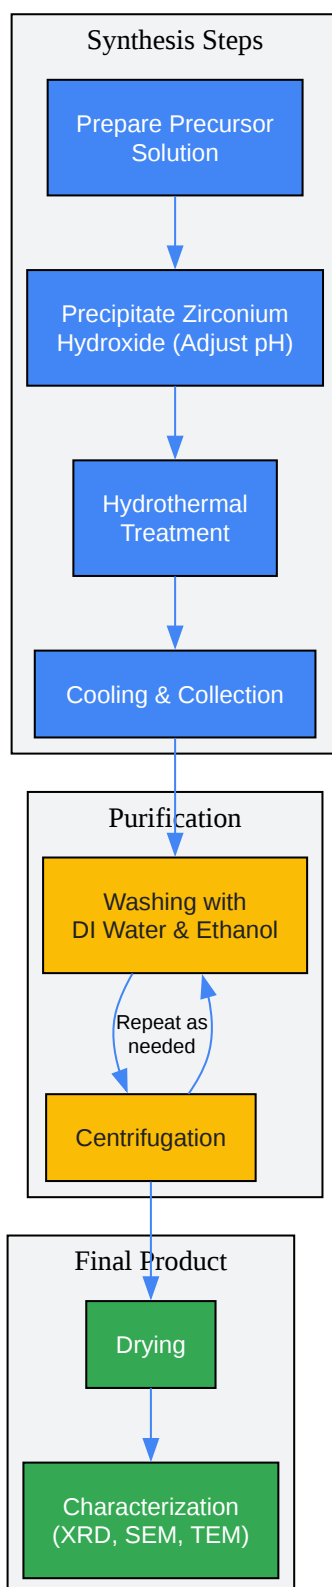 Synthesis Steps
Prepare Precursor
Solution
Precipitate Zirconium
Hydroxide (Adjust pH)
Hydrothermal
Treatment
Cooling & Collection
Purification
Washing with
DI Water & Ethanol
Repeat as
needed
Centrifugation
Final Product
Drying
Characterization
(XRD, SEM, TEM)